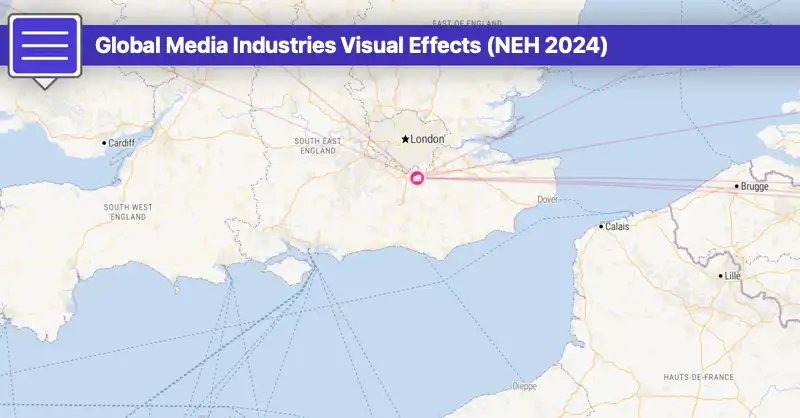 EAST OF ENGLAND
Global Media Industries Visual Effects (NEH 2024)
London
Cardiff
SOUTH EAST
ENGLAND
Brugge
Dover
SOUTH WEST
ENGLAND
Calais
Lille
HAUTS-DE-FRANCE
Dieppe